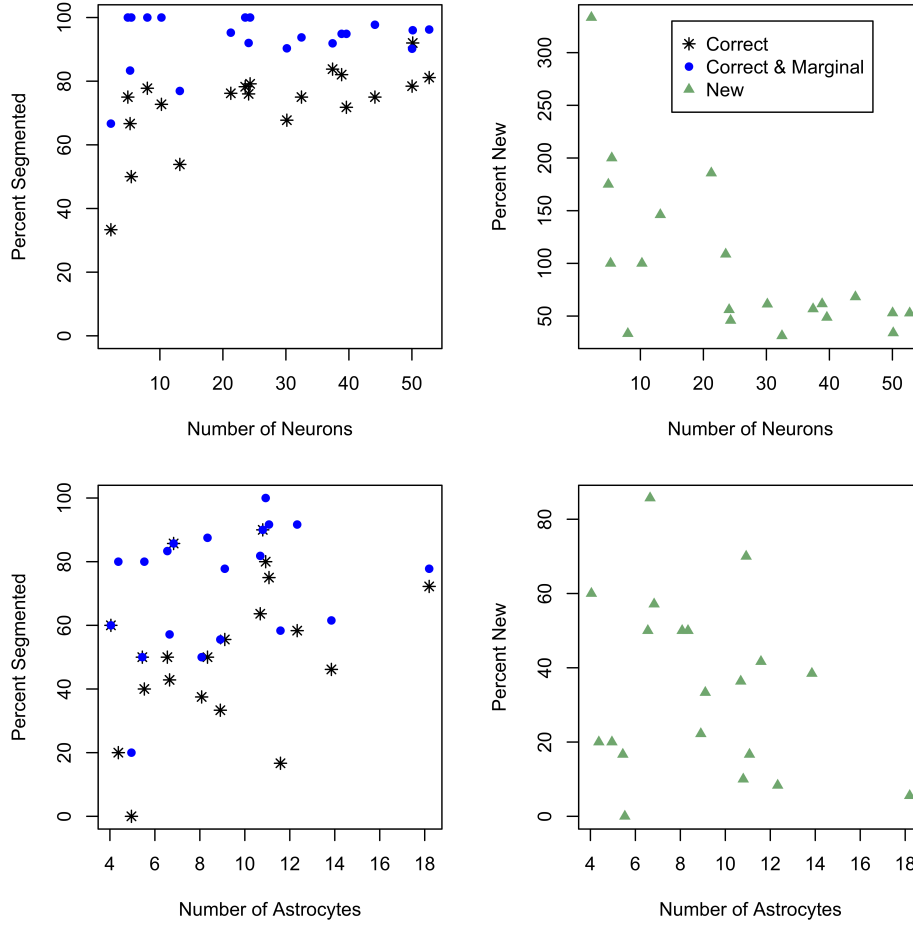 100
80
60
40
20
0
Percent Segmented
10 20 30 40 50
Number of Neurons
300
250
200
150
100
50
Percent New
Correct
Correct & Marginal
New
10 20 30 40 50
Number of Neurons
100
80
60
40
20
0
Percent Segmented
4 6 8 10 12 14 16 18
Number of Astrocytes
80
60
40
20
0
Percent New
4 6 8 10 12 14 16 18
Number of Astrocytes